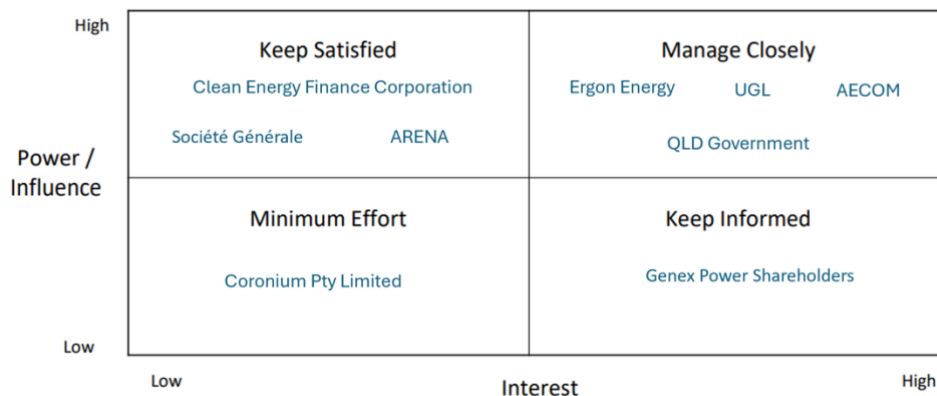 High
Keep Satisfied
Manage Closely
Clean Energy Finance Corporation
Ergon Energy UGL AECOM
Société Générale ARENA
QLD Government
Power /
Influence
Minimum Effort
Keep Informed
Coronium Pty Limited
Genex Power Shareholders
Low
Low Interest High